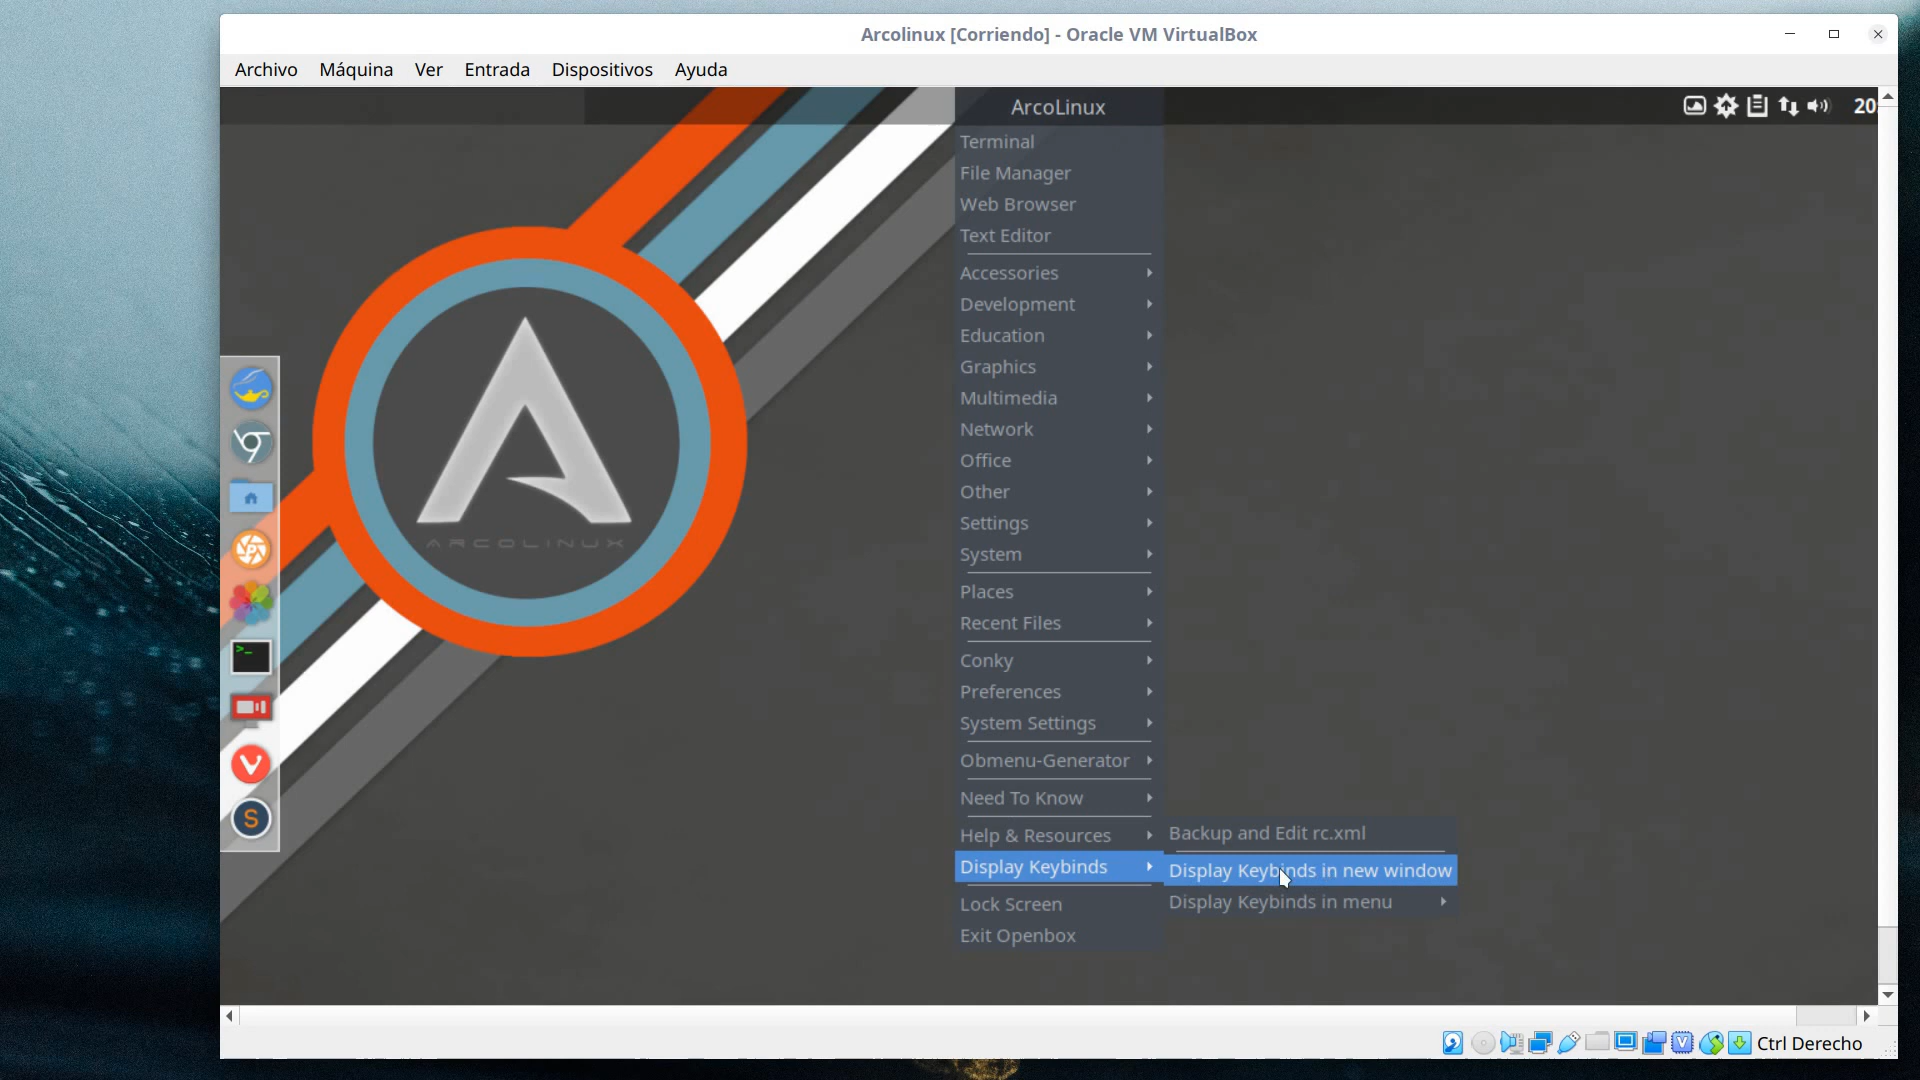 Arcolinux [Corriendo] - Oracle VM VirtualBox
Archivo Máquina Ver Entrada Dispositivos Ayuda
ArcoLinux
20
Terminal
File Manager
Web Browser
Text Editor
Accessories
Development
Education
Graphics
Multimedia
Network
Office
Other
Settings
System
Places
Recent Files
Conky
Preferences
System Settings
Obmenu-Generator
Need To Know
Help & Resources
Display Keybinds
Lock Screen
Exit Openbox
Backup and Edit rc.xml
Display Keybinds in new window
Display Keybinds in menu
ARCOLINUX
>_
S
V
Ctrl Derecho